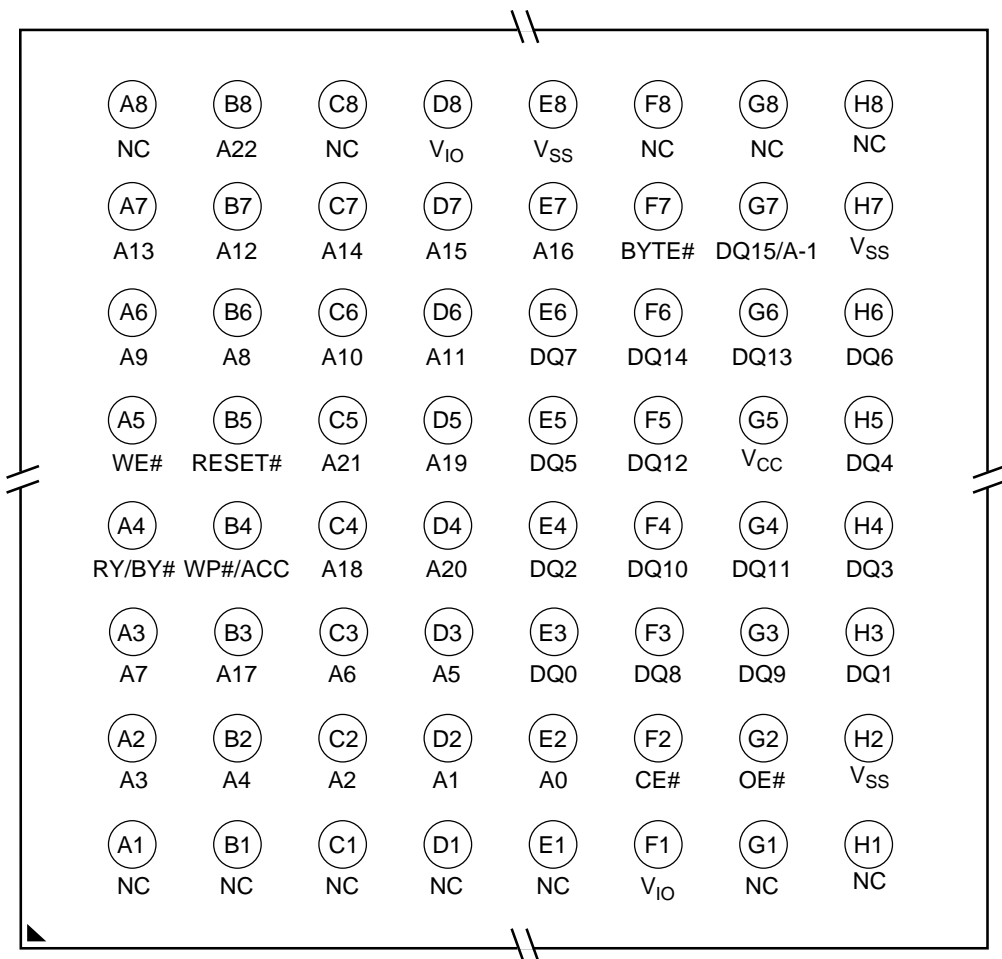 A8 B8 C8 D8 E8 F8 G8 H8
NC A22 NC VIO VSS NC NC NC
A7 B7 C7 D7 E7 F7 G7 H7
A13 A12 A14 A15 A16 BYTE# DQ15/A-1 VSS
A6 B6 C6 D6 E6 F6 G6 H6
A9 A8 A10 A11 DQ7 DQ14 DQ13 DQ6
A5 B5 C5 D5 E5 F5 G5 H5
WE# RESET# A21 A19 DQ5 DQ12 VCC DQ4
A4 B4 C4 D4 E4 F4 G4 H4
RY/BY# WP#/ACC A18 A20 DQ2 DQ10 DQ11 DQ3
A3 B3 C3 D3 E3 F3 G3 H3
A7 A17 A6 A5 DQ0 DQ8 DQ9 DQ1
A2 B2 C2 D2 E2 F2 G2 H2
A3 A4 A2 A1 A0 CE# OE# VSS
A1 B1 C1 D1 E1 F1 G1 H1
NC NC NC NC NC VIO NC NC